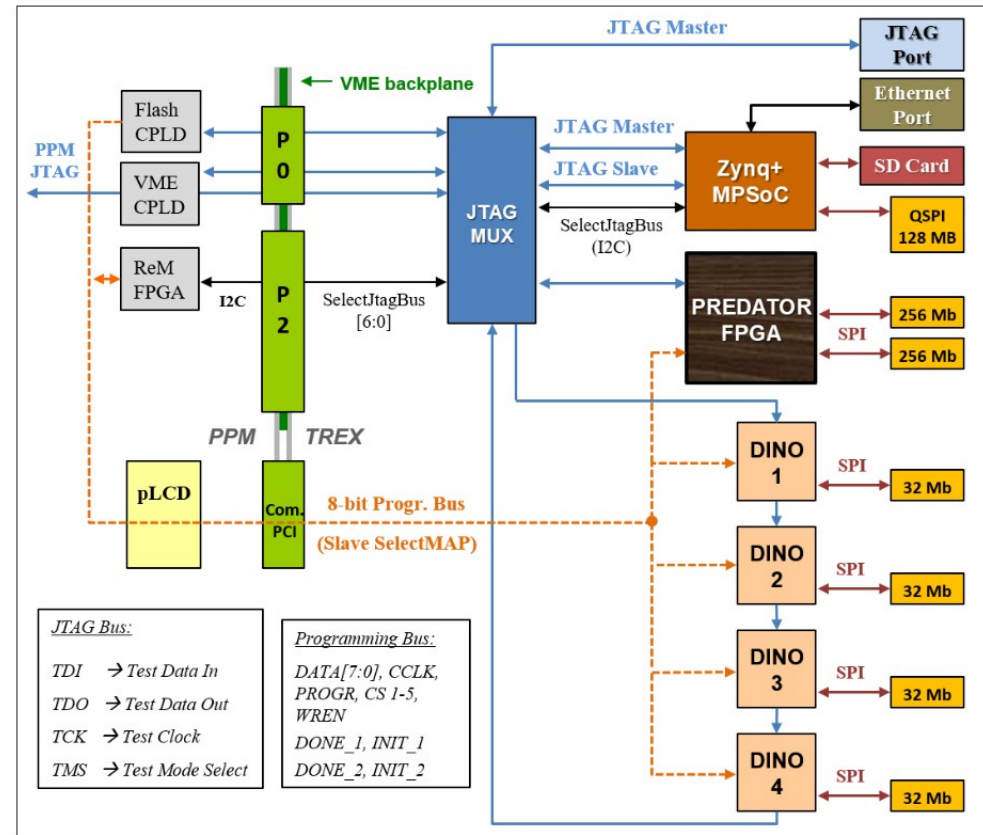 JTAG Master
JTAG
Port
VME backplane
Ethernet
Port
Flash
CPLD
P
0
JTAG Master
PPM
JTAG
VME
CPLD
JTAG Slave
Zynq+
MPSoC
SD Card
JTAG
MUX
SelectJtagBus
(I2C)
QSPI
128 MB
ReM
FPGA
I2C
P
2
SelectJtagBus
[6:0]
PREDATOR
FPGA
256 Mb
SPI
256 Mb
PPM
TREX
DINO
1
SPI
32 Mb
pLCD
Com.
PCI
8-bit Progr. Bus
(Slave SelectMAP)
DINO
2
SPI
32 Mb
DINO
3
SPI
32 Mb
DINO
4
SPI
32 Mb
JTAG Bus:
TDI → Test Data In
TDO → Test Data Out
TCK → Test Clock
TMS → Test Mode Select
Programming Bus:
DATA[7:0], CCLK,
PROGR, CS 1-5,
WREN
DONE_1, INIT_1
DONE_2, INIT_2